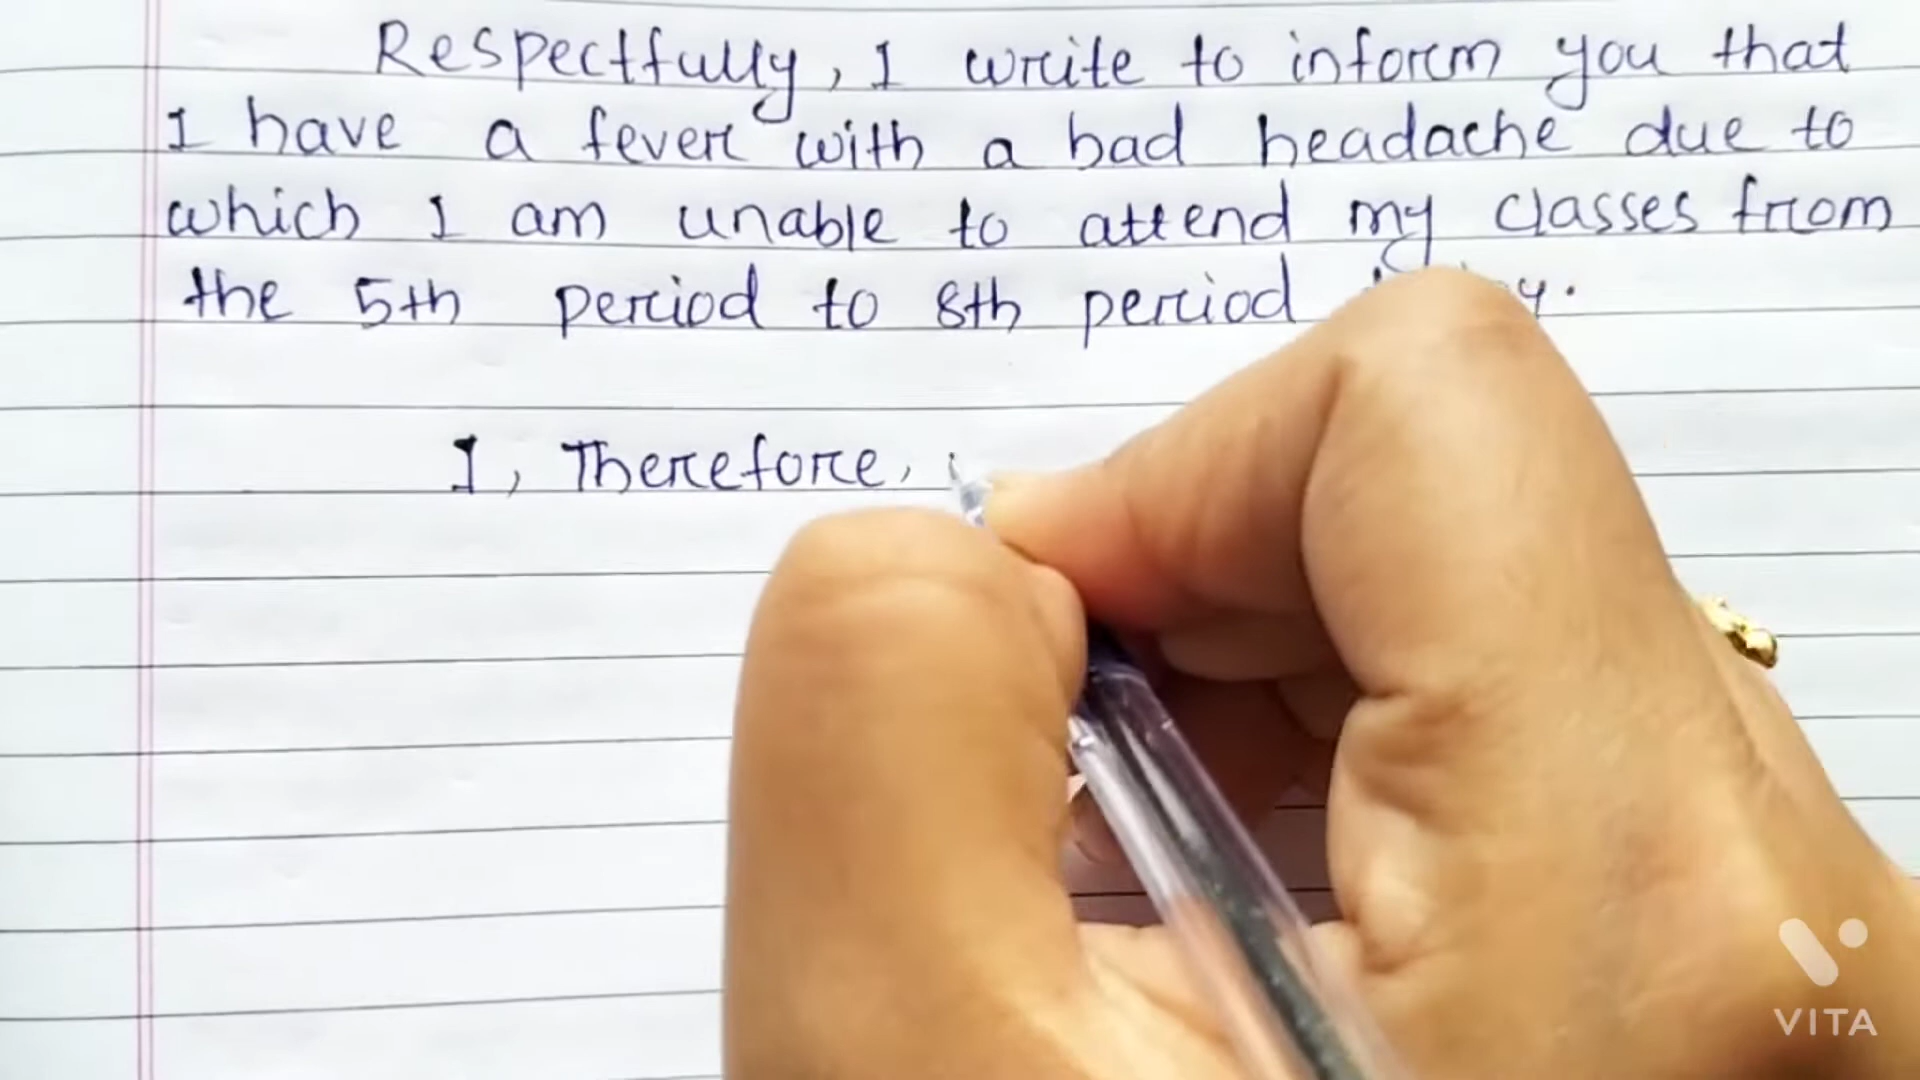 Respectfully, I write to inform you that
I have a fever with a bad headache due to
which I am unable to attend my classes from
the 5th period to 8th period
I, Therefore,
VITA